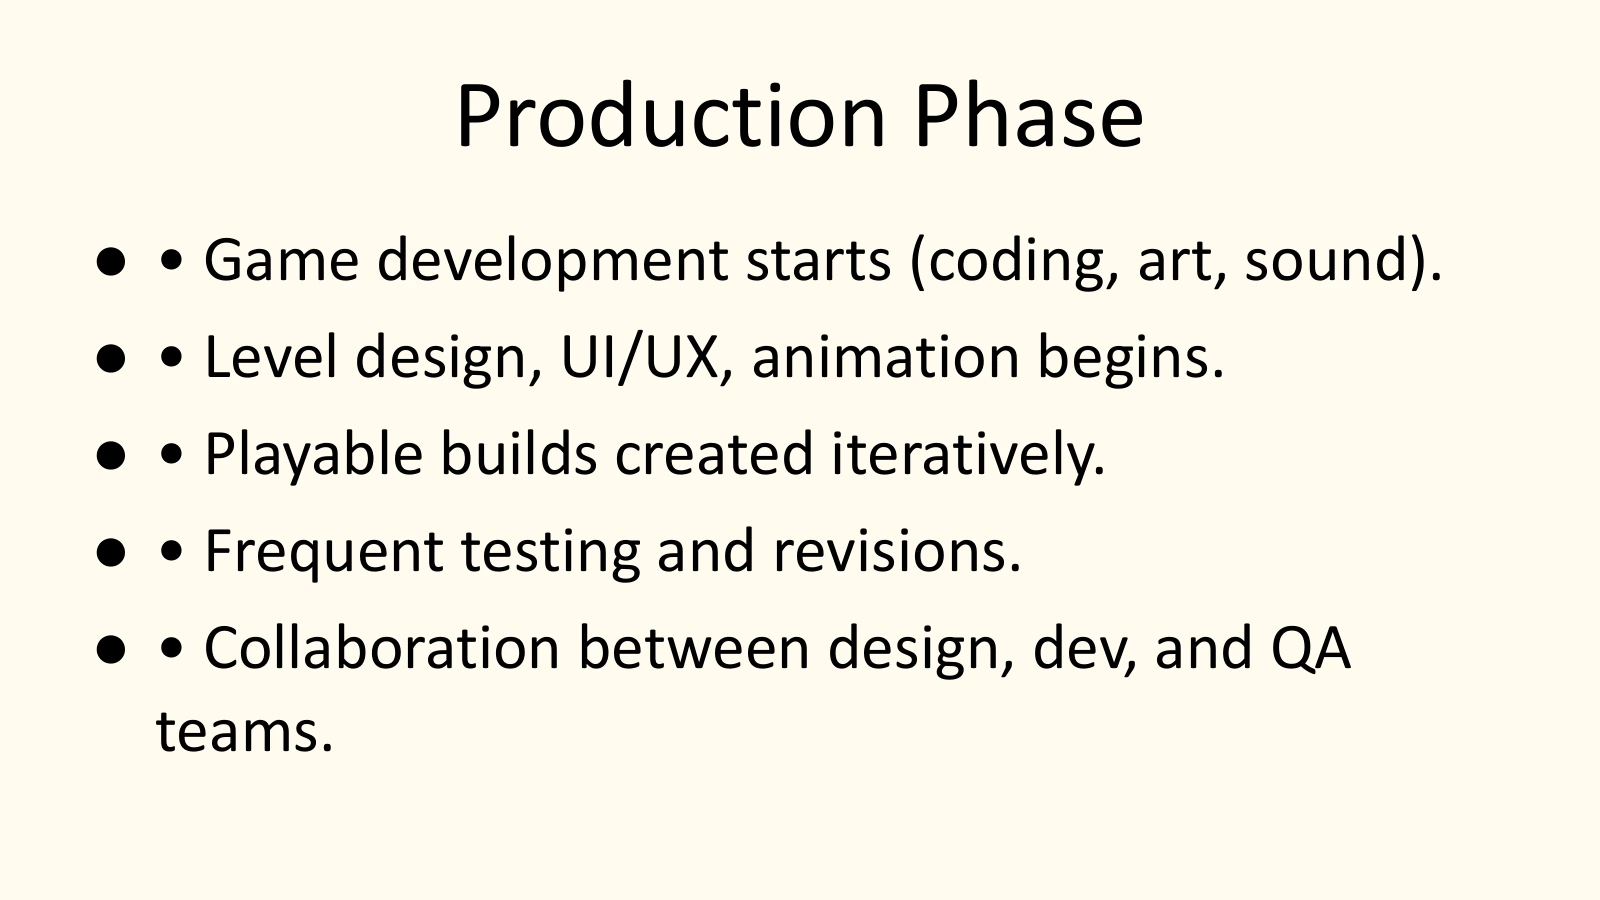 Production Phase
● • Game development starts (coding, art, sound).
● • Level design, UI/UX, animation begins.
● • Playable builds created iteratively.
● • Frequent testing and revisions.
● • Collaboration between design, dev, and QA
teams.